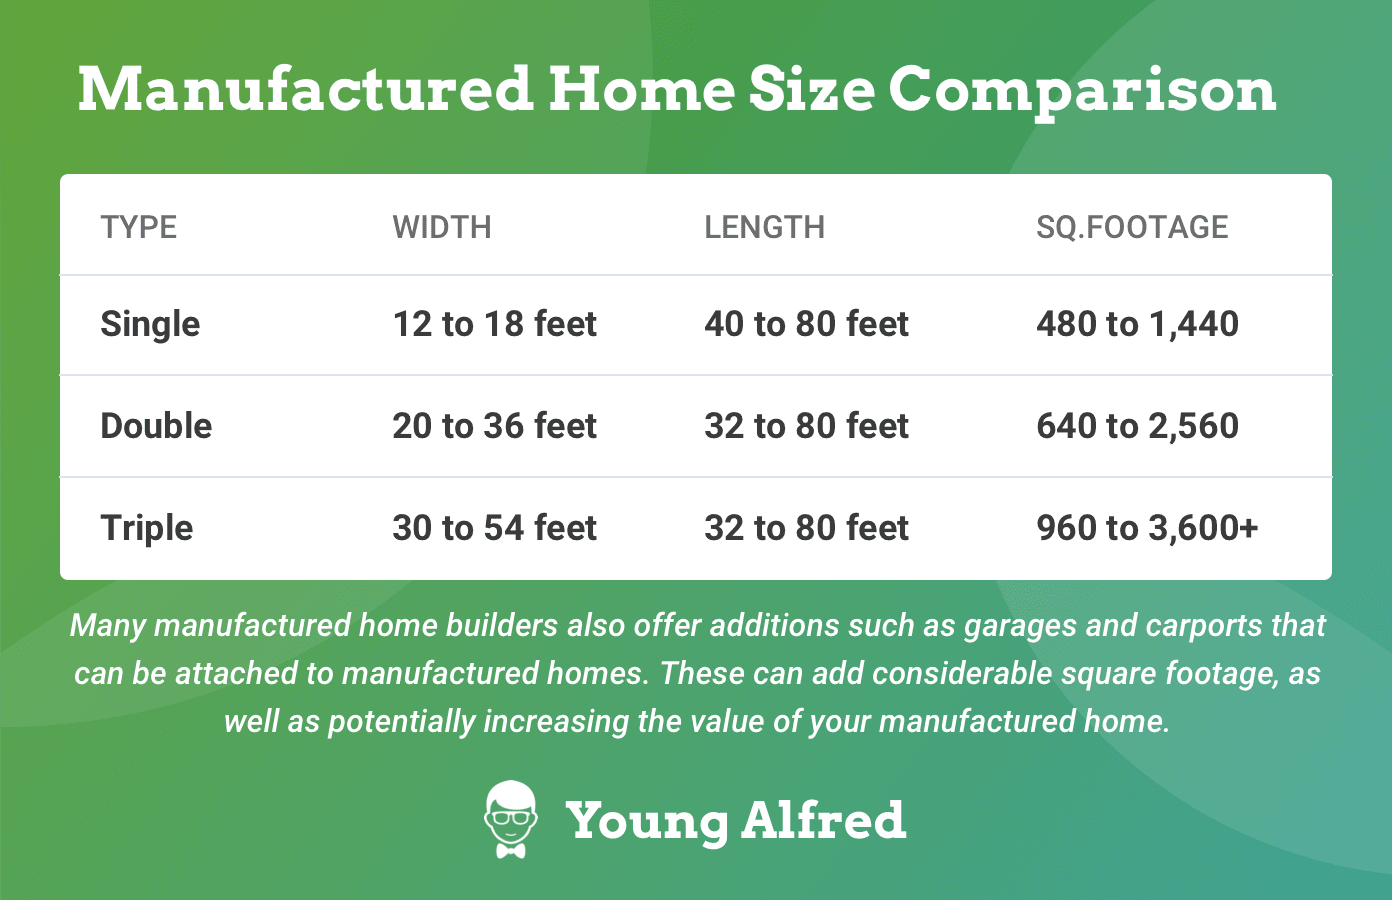 Manufactured Home Size Comparison
TYPE WIDTH LENGTH SQ.FOOTAGE
Single 12 to 18 feet 40 to 80 feet 480 to 1,440
Double 20 to 36 feet 32 to 80 feet 640 to 2,560
Triple 30 to 54 feet 32 to 80 feet 960 to 3,600+
Many manufactured home builders also offer additions such as garages and carports that
can be attached to manufactured homes. These can add considerable square footage, as
well as potentially increasing the value of your manufactured home.
Young Alfred